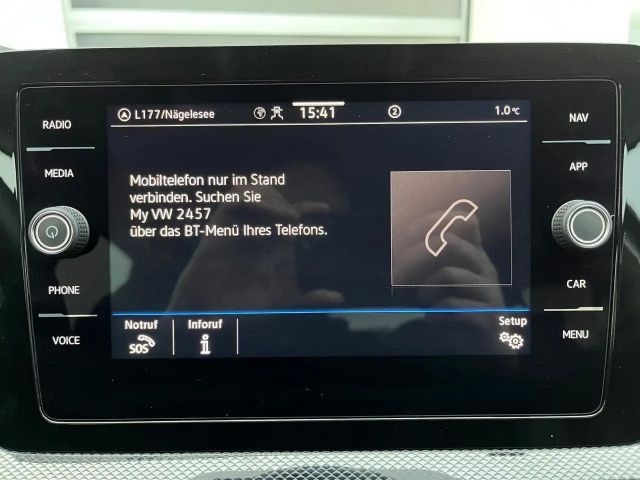 RADIO
MEDIA
PHONE
VOICE
L177/Nägelesee
15:41
2
1.0 °C
Mobiltelefon nur im Stand
verbinden. Suchen Sie
My VW 2457
über das BT-Menü Ihres Telefons.
Notruf
SOS
Inforuf
i
Setup
NAV
APP
CAR
MENU